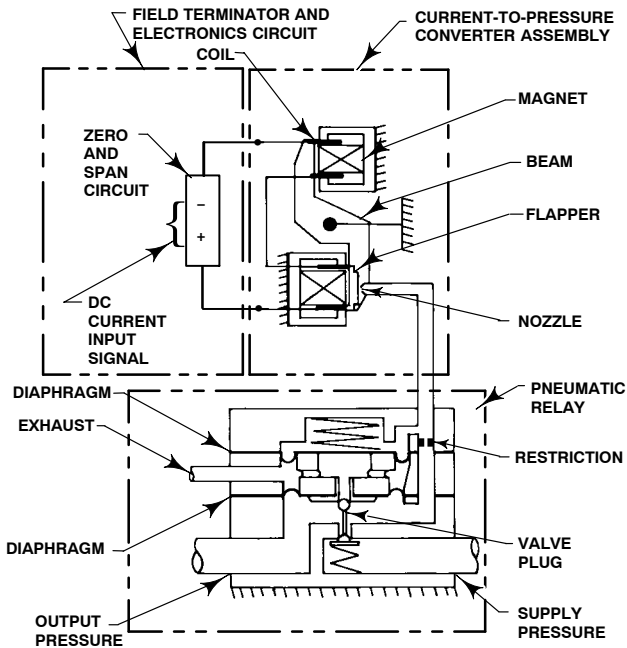 FIELD TERMINATOR AND
ELECTRONICS CIRCUIT
COIL
CURRENT-TO-PRESSURE
CONVERTER ASSEMBLY
MAGNET
ZERO
AND
SPAN
CIRCUIT
BEAM
FLAPPER
−
+
DC
CURRENT
INPUT
SIGNAL
NOZZLE
DIAPHRAGM
PNEUMATIC
RELAY
EXHAUST
RESTRICTION
DIAPHRAGM
VALVE
PLUG
OUTPUT
PRESSURE
SUPPLY
PRESSURE